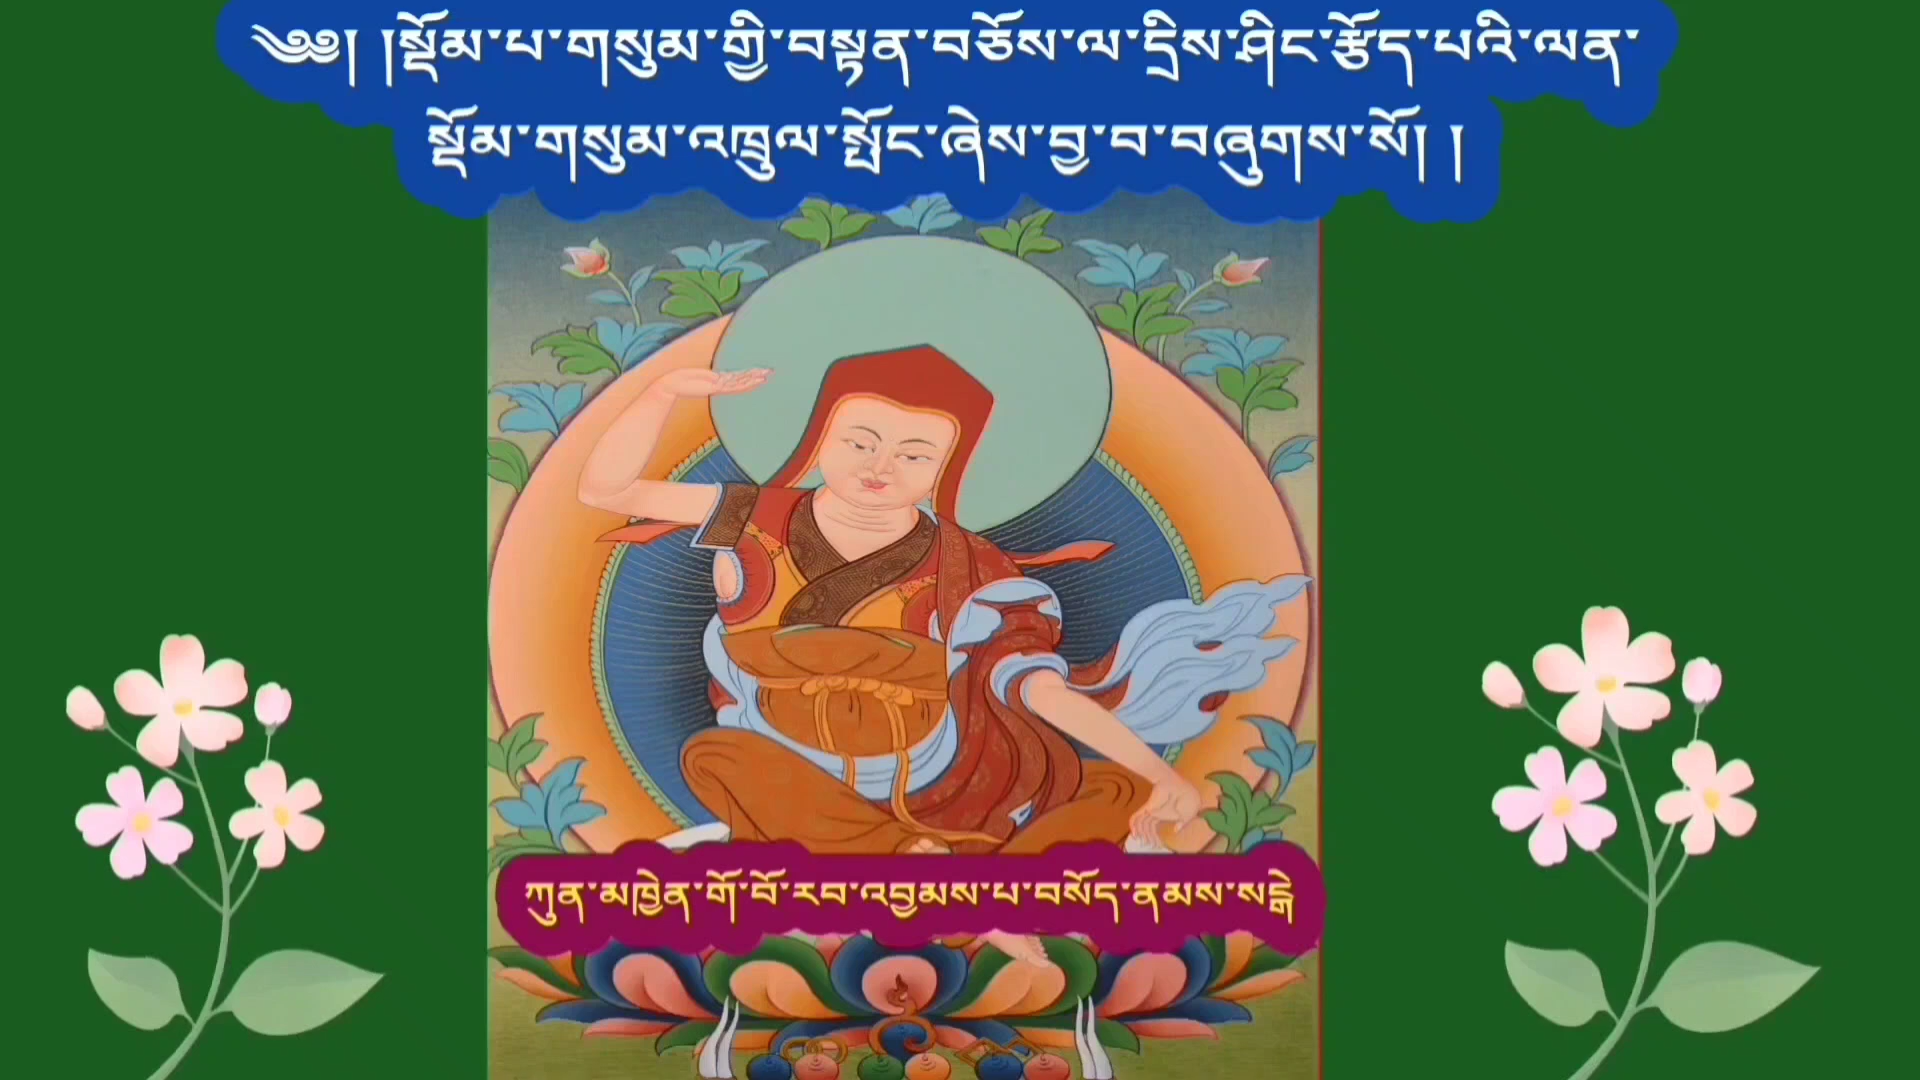 ༄༅། །སྡོམ་པ་གསུམ་གྱི་བསྟན་བཅོས་ལ་དྲིས་ཤིང་རྩོད་པའི་ལན་
སྡོམ་གསུམ་འཁྲུལ་སྤོང་ཞེས་བྱ་བ་བཞུགས་སོ། །
ཀུན་མཁྱེན་གོ་བོ་རབ་འབྱམས་པ་བསོད་ནམས་སེངྒེ